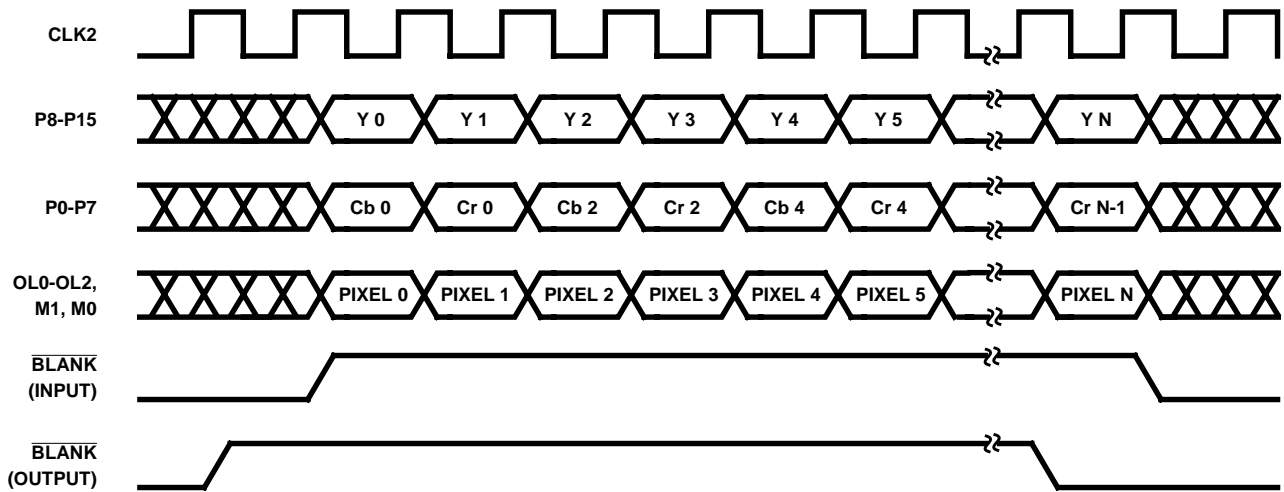 CLK2
P8-P15
Y 0 Y 1 Y 2 Y 3 Y 4 Y 5 Y N
P0-P7
Cb 0 Cr 0 Cb 2 Cr 2 Cb 4 Cr 4 Cr N-1
OL0-OL2,
M1, M0
PIXEL 0 PIXEL 1 PIXEL 2 PIXEL 3 PIXEL 4 PIXEL 5 PIXEL N
BLANK
(INPUT)
BLANK
(OUTPUT)